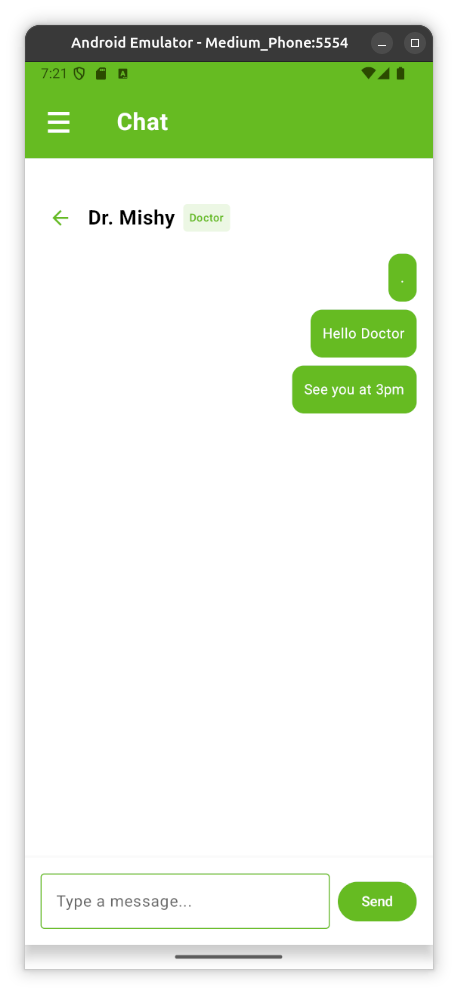 Android Emulator - Medium_Phone:5554
7:21 A
Chat
Dr. Mishy Doctor
.
Hello Doctor
See you at 3pm
Type a message... Send